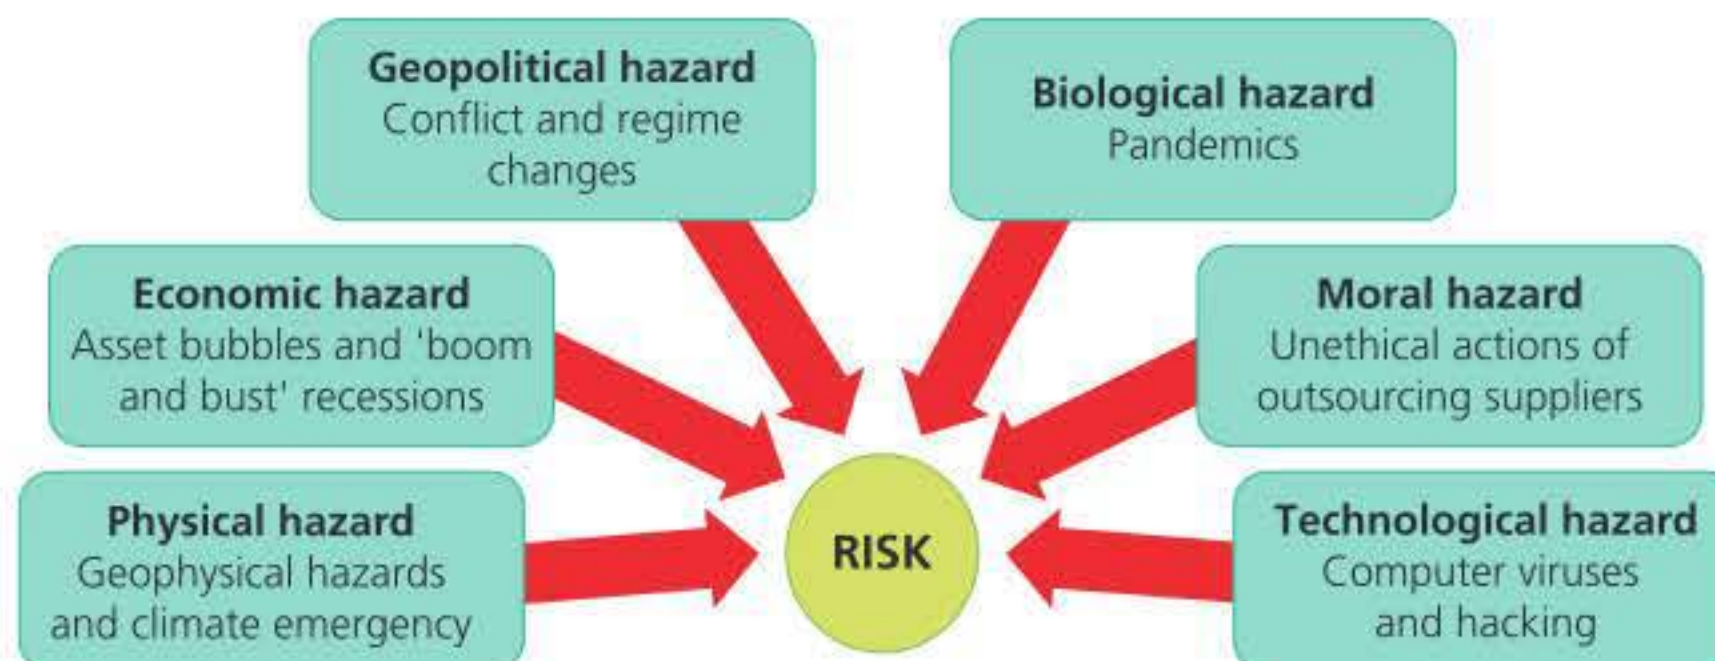 Geopolitical hazard
Conflict and regime
changes
Biological hazard
Pandemics
Economic hazard
Asset bubbles and 'boom
and bust' recessions
Moral hazard
Unethical actions of
outsourcing suppliers
Physical hazard
Geophysical hazards
and climate emergency
RISK
Technological hazard
Computer viruses
and hacking